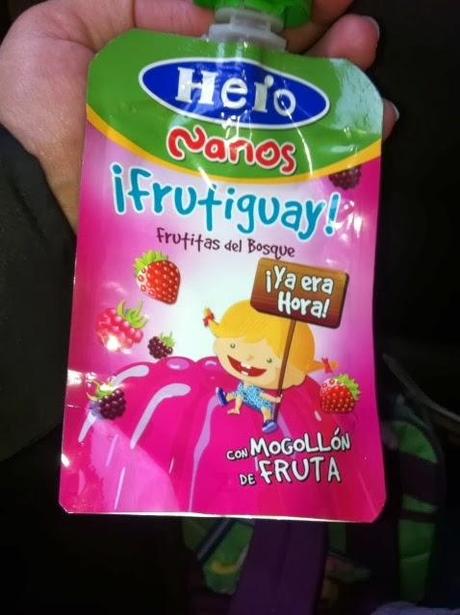 Hero
Nanos
¡Frutiguay!
Frutitas del Bosque
¡Ya era
Hora!
CON MOGOLLÓN
DE FRUTA